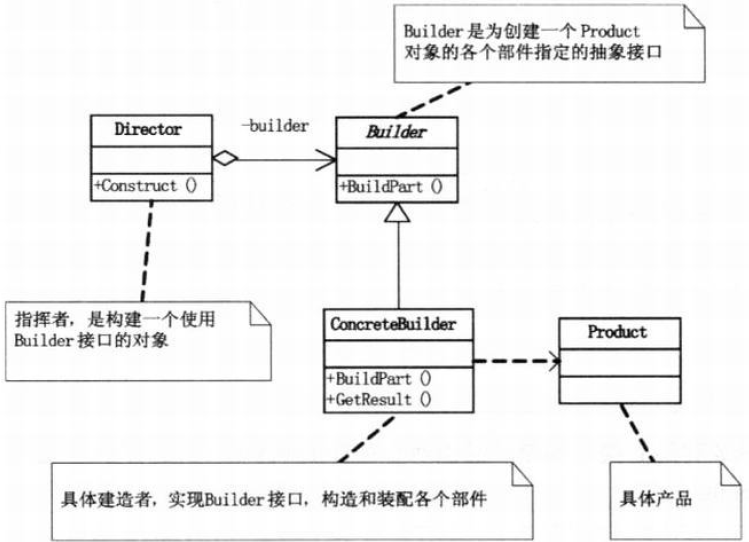 Builder是为创建一个Product
对象的各个部件指定的抽象接口
Director
-builder
Builder
+Construct()
+BuildPart()
指挥者，是构建一个使用
Builder接口的对象
ConcreteBuilder
Product
+BuildPart()
+GetResult()
具体建造者，实现Builder接口，构造和装配各个部件
具体产品